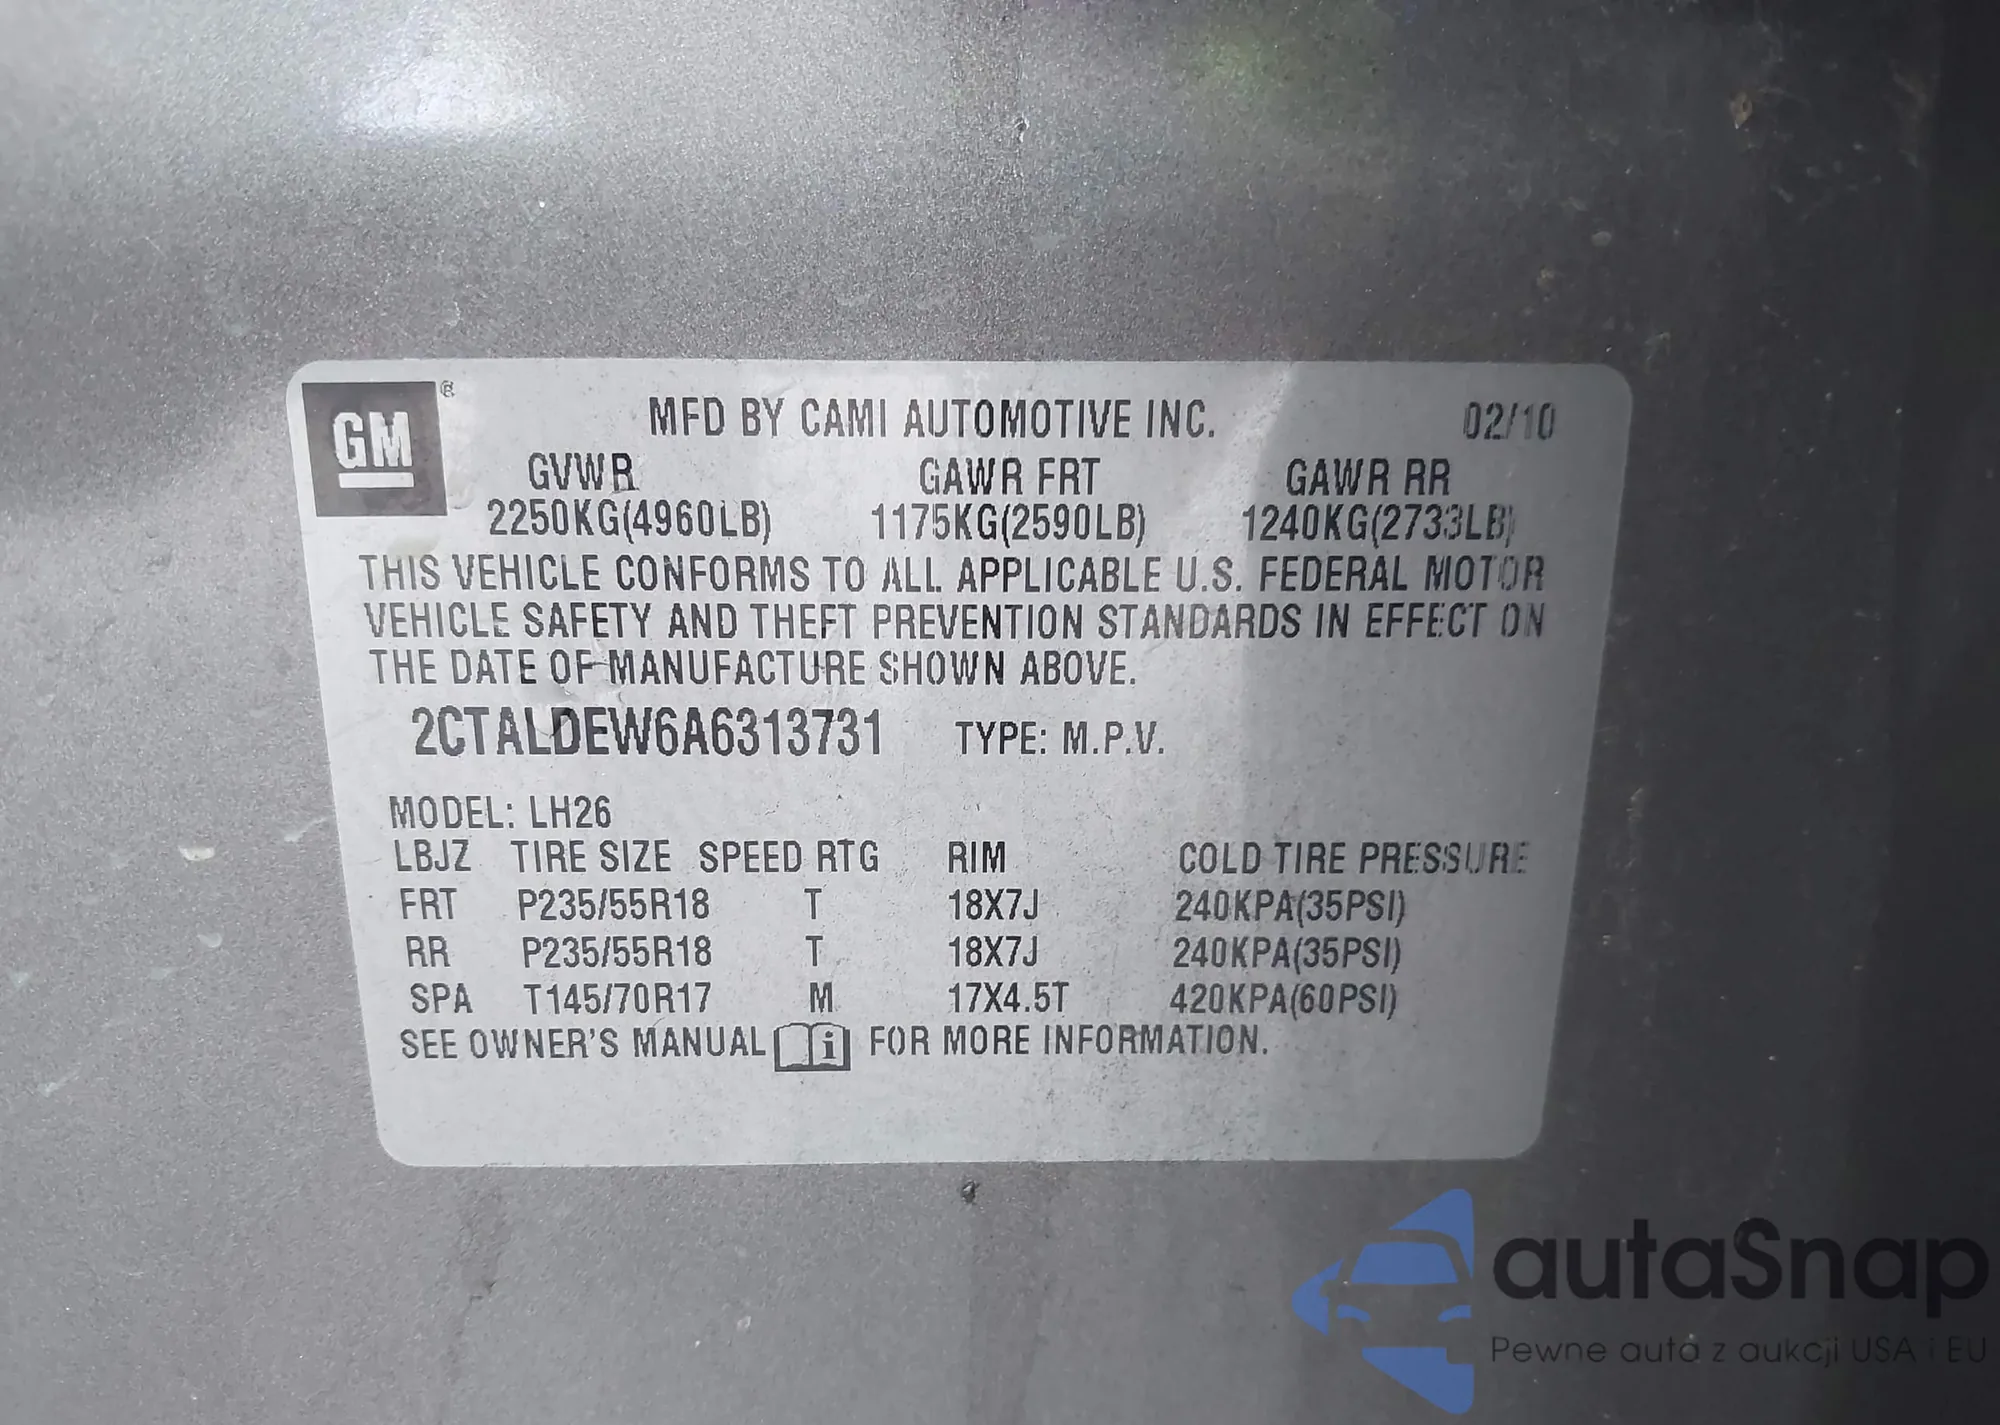 GM ®
MFD BY CAMI AUTOMOTIVE INC. 02/10
GVWR GAWR FRT GAWR RR
2250KG(4960LB) 1175KG(2590LB) 1240KG(2733LB)
THIS VEHICLE CONFORMS TO ALL APPLICABLE U.S. FEDERAL MOTOR
VEHICLE SAFETY AND THEFT PREVENTION STANDARDS IN EFFECT ON
THE DATE OF MANUFACTURE SHOWN ABOVE.
2CTALDEW6A6313731 TYPE: M.P.V.
MODEL: LH26
LBJZ TIRE SIZE SPEED RTG RIM COLD TIRE PRESSURE
FRT P235/55R18 T 18X7J 240KPA(35PSI)
RR P235/55R18 T 18X7J 240KPA(35PSI)
SPA T145/70R17 M 17X4.5T 420KPA(60PSI)
SEE OWNER'S MANUAL i FOR MORE INFORMATION.
autaSnap
Pewne auta z aukcji USA i EU